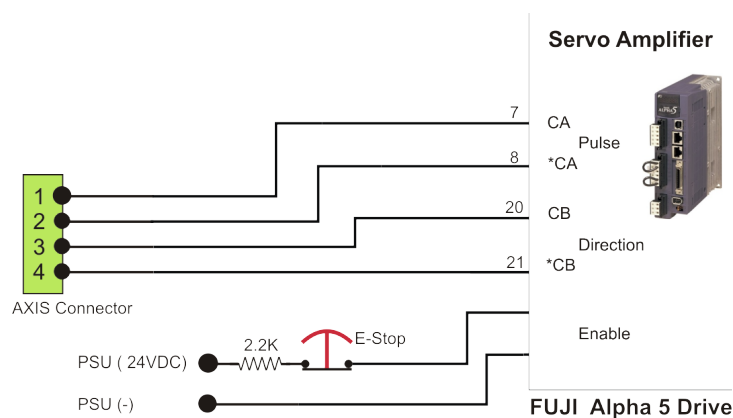 Servo Amplifier
7
CA
Pulse
8
*CA
1
2
3
4
20
CB
Direction
21
*CB
AXIS Connector
2.2K
E-Stop
Enable
PSU ( 24VDC)
PSU (-)
FUJI Alpha 5 Drive